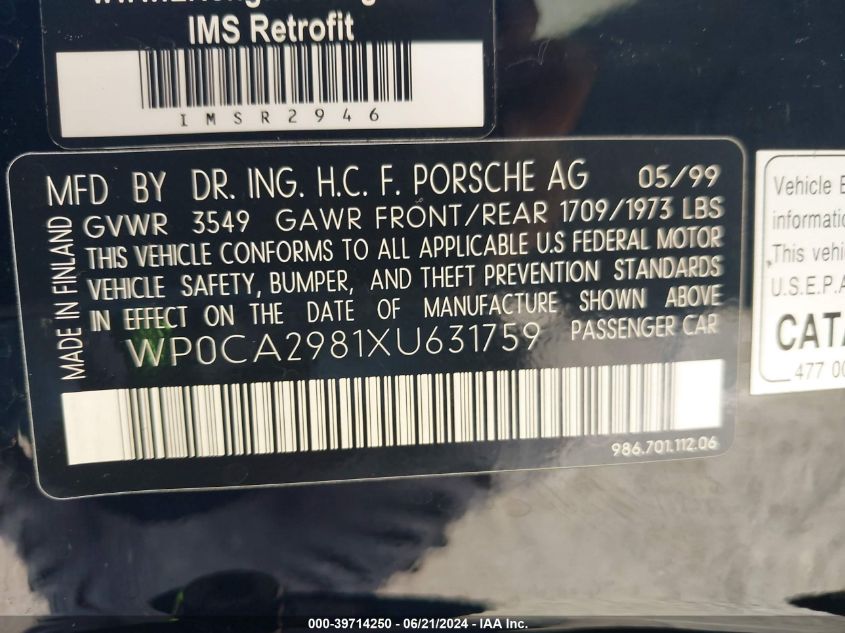 IMS Retrofit
IMSR2946
MFD BY DR. ING. H.C. F. PORSCHE AG 05/99
GVWR 3549 GAWR FRONT/REAR 1709/1973 LBS
THIS VEHICLE CONFORMS TO ALL APPLICABLE U.S FEDERAL MOTOR
VEHICLE SAFETY, BUMPER, AND THEFT PREVENTION STANDARDS
IN EFFECT ON THE DATE OF MANUFACTURE SHOWN ABOVE
WP0CA2981XU631759 PASSENGER CAR
MADE IN FINLAND
986.701.112.06
Vehicle E
information
This vehi
U.S.E.P.A
CATA
477 00
000-39714250 - 06/21/2024 - IAA Inc.